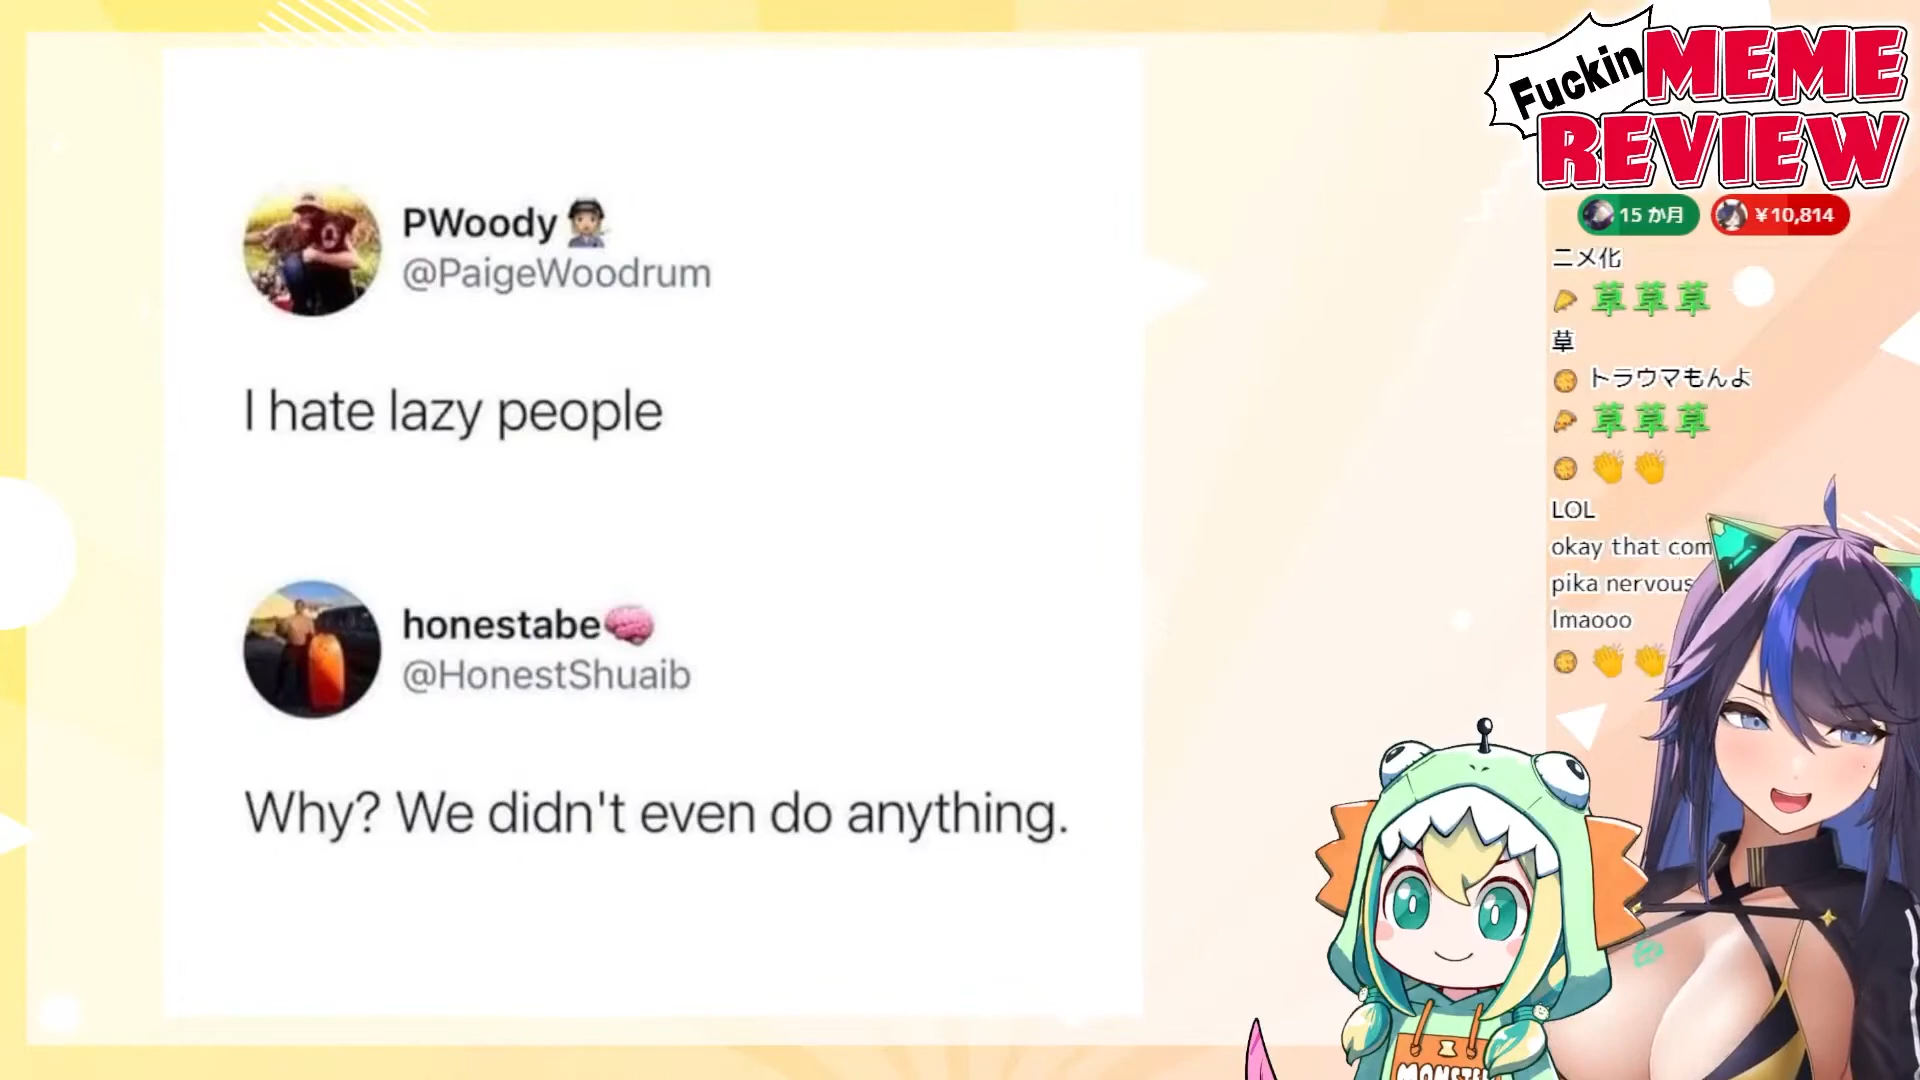 Fuckin MEME
REVIEW
15 か月
¥10,814
PWoody
@PaigeWoodrum
I hate lazy people
honestabe
@HonestShuaib
Why? We didn't even do anything.
ニメ化
草草草
草
トラウマもんよ
草草草
LOL
okay that com
pika nervous
lmaooo